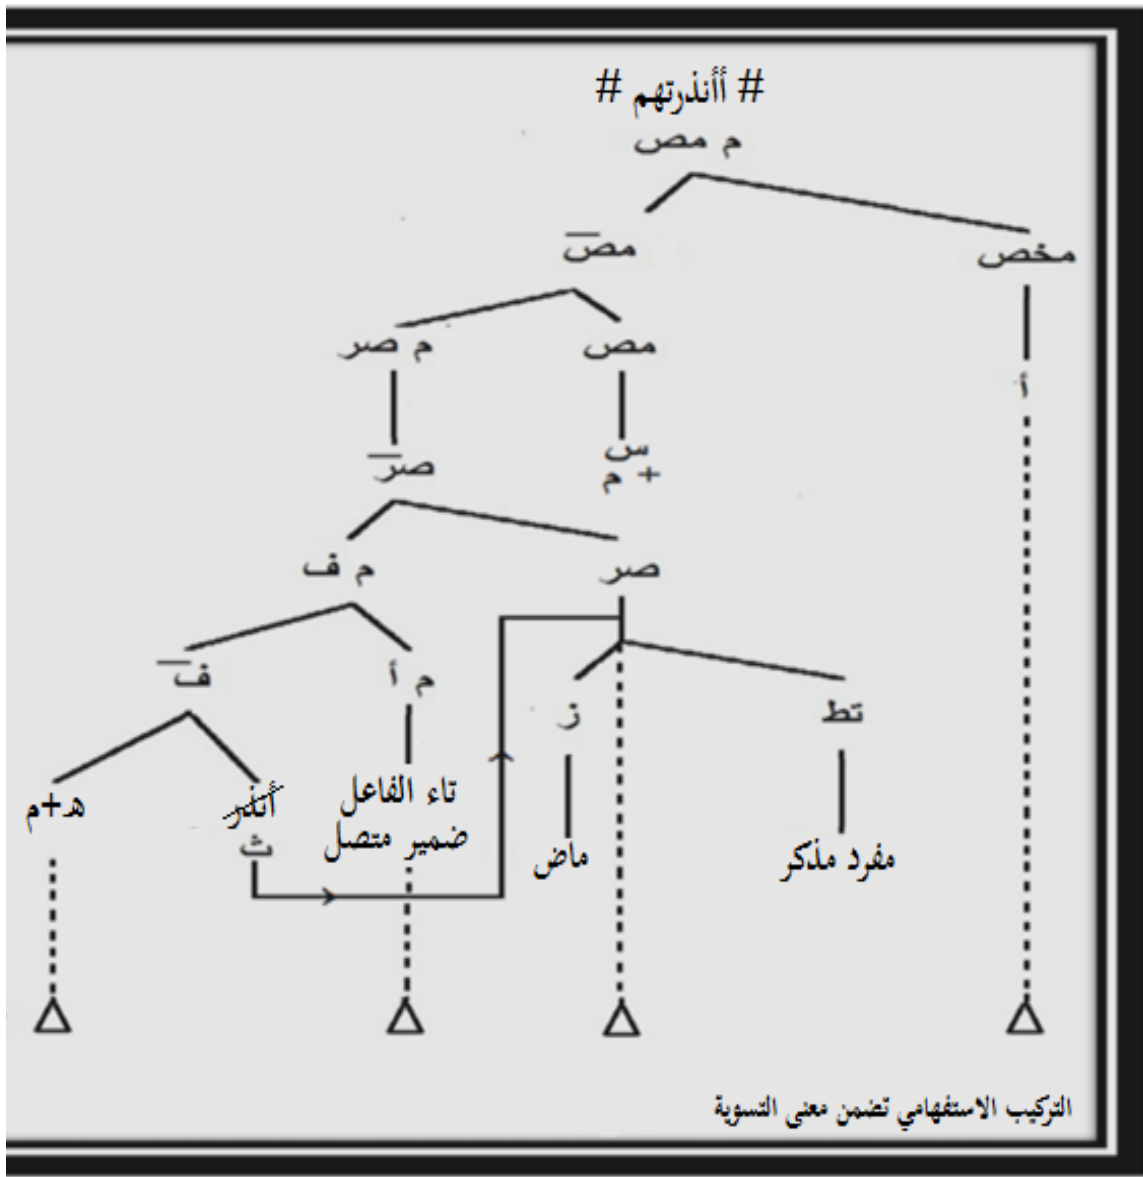 # أأنذرتهم #
م مص
مخص
مصَ
مص
م صر
أ
س
+ م
صرَ
صر
م ف
م أ
فَ
تط
ز
أنذر
ث
هـ+م
تاء الفاعل
ضمير متصل
ماض
مفرد مذكر
التركيب الاستفهامي تضمن معنى التسوية